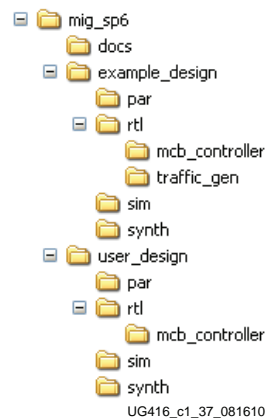 mig_sp6
docs
example_design
par
rtl
mcb_controller
traffic_gen
sim
synth
user_design
par
rtl
mcb_controller
sim
synth
UG416_c1_37_081610